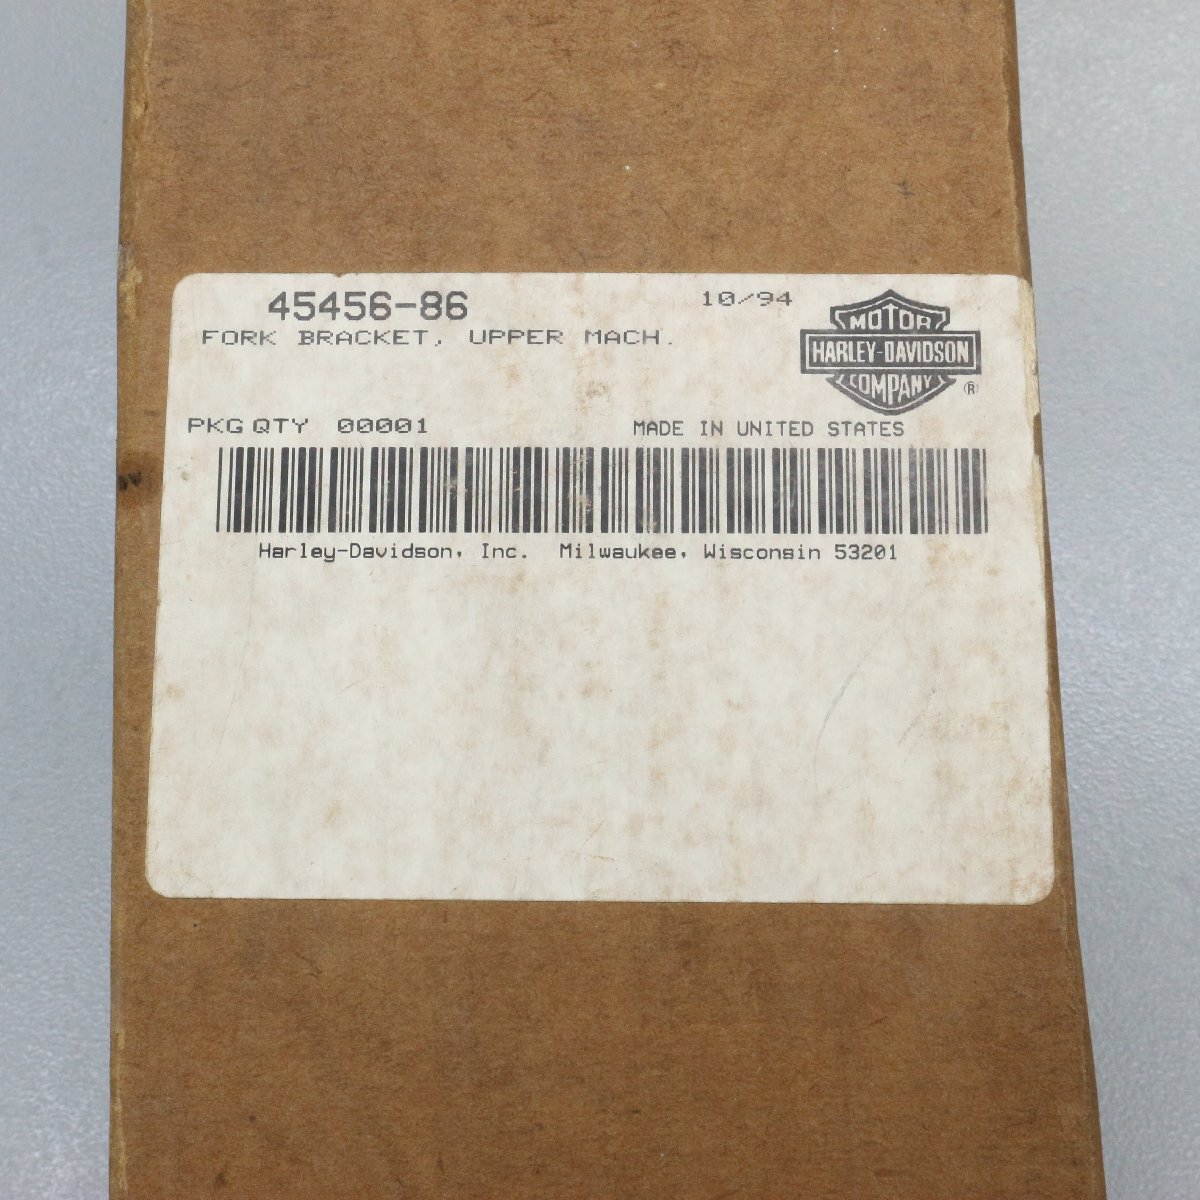 45456-86
10/94
FORK BRACKET, UPPER MACH.
MOTOR
HARLEY-DAVIDSON
COMPANY
®
PKG QTY 00001
MADE IN UNITED STATES
Harley-Davidson, Inc. Milwaukee, Wisconsin 53201